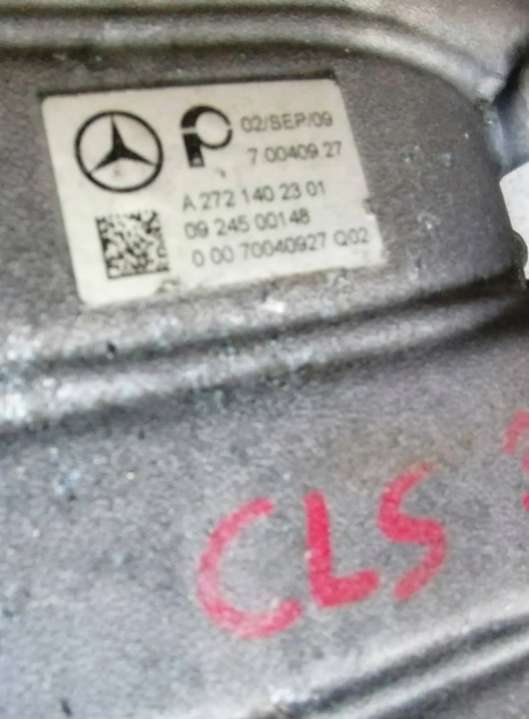 02/SEP/09
7.00409.27
A 272 140 23 01
09 245 00148
0 00 70040927 Q02
CLS